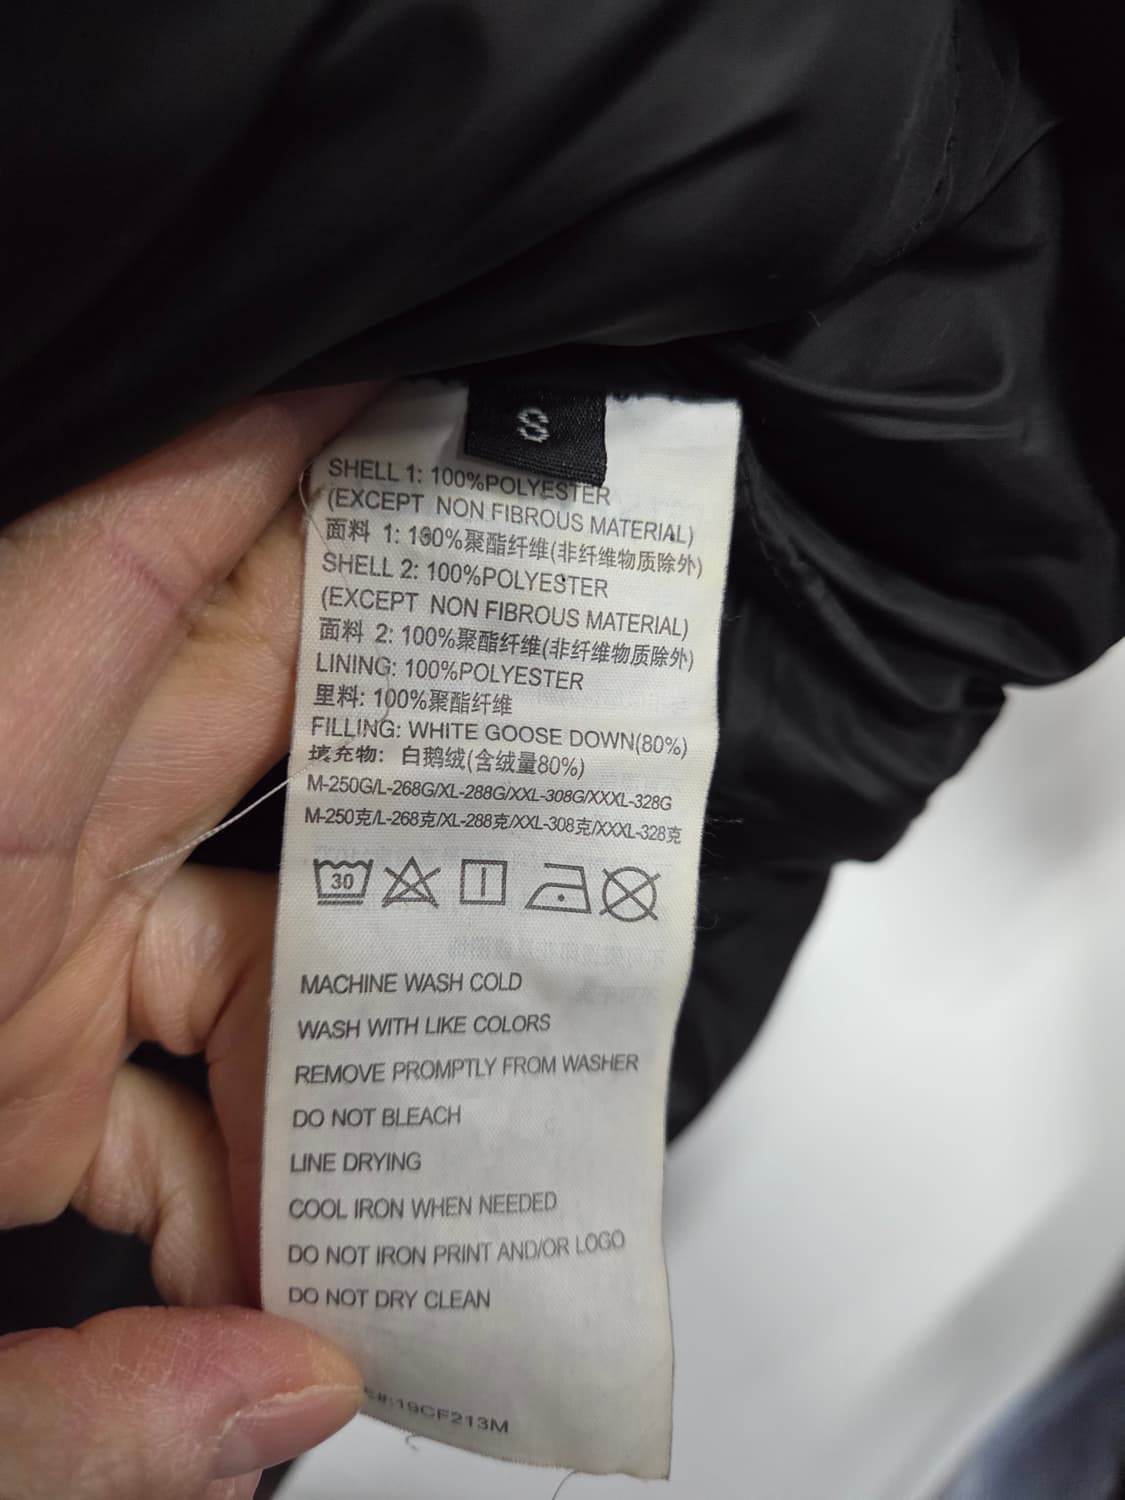 S
SHELL 1: 100%POLYESTER
(EXCEPT NON FIBROUS MATERIAL)
面料 1: 100%聚酯纤维(非纤维物质除外)
SHELL 2: 100%POLYESTER
(EXCEPT NON FIBROUS MATERIAL)
面料 2: 100%聚酯纤维(非纤维物质除外)
LINING: 100%POLYESTER
里料: 100%聚酯纤维
FILLING: WHITE GOOSE DOWN(80%)
填充物: 白鹅绒(含绒量80%)
M-250G/L-268G/XL-288G/XXL-308G/XXXL-328G
M-250克/L-268克/XL-288克/XXL-308克/XXXL-328克
30
MACHINE WASH COLD
WASH WITH LIKE COLORS
REMOVE PROMPTLY FROM WASHER
DO NOT BLEACH
LINE DRYING
COOL IRON WHEN NEEDED
DO NOT IRON PRINT AND/OR LOGO
DO NOT DRY CLEAN
E#:19CF213M